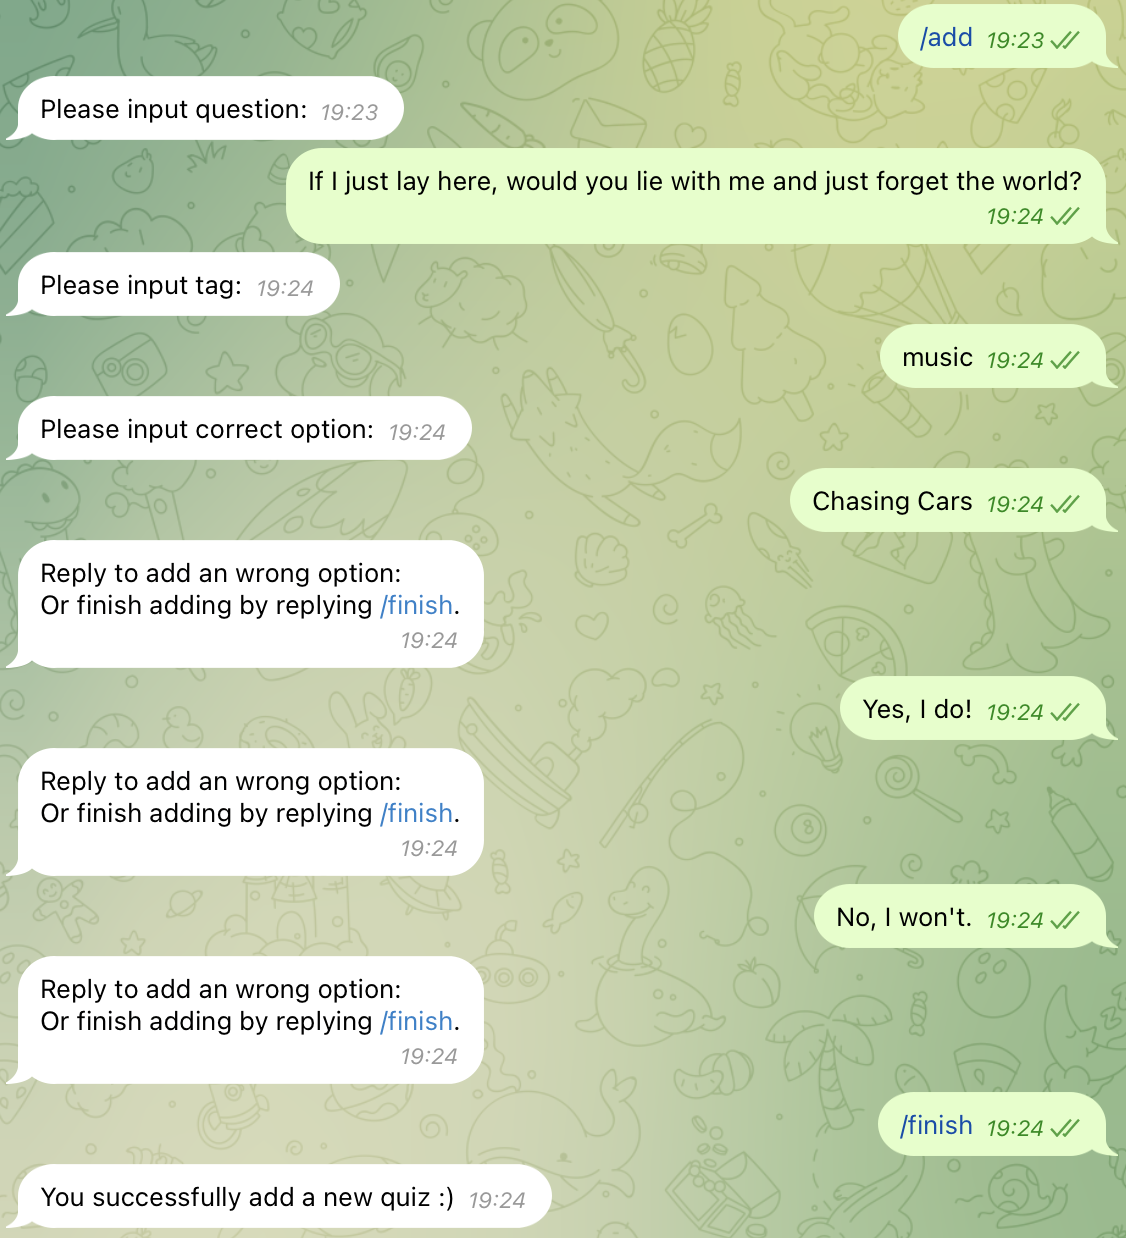 /add 19:23
Please input question: 19:23
If I just lay here, would you lie with me and just forget the world?
19:24
Please input tag: 19:24
music 19:24
Please input correct option: 19:24
Chasing Cars 19:24
Reply to add an wrong option:
Or finish adding by replying /finish.
19:24
Yes, I do! 19:24
Reply to add an wrong option:
Or finish adding by replying /finish.
19:24
No, I won't. 19:24
Reply to add an wrong option:
Or finish adding by replying /finish.
19:24
/finish 19:24
You successfully add a new quiz :) 19:24